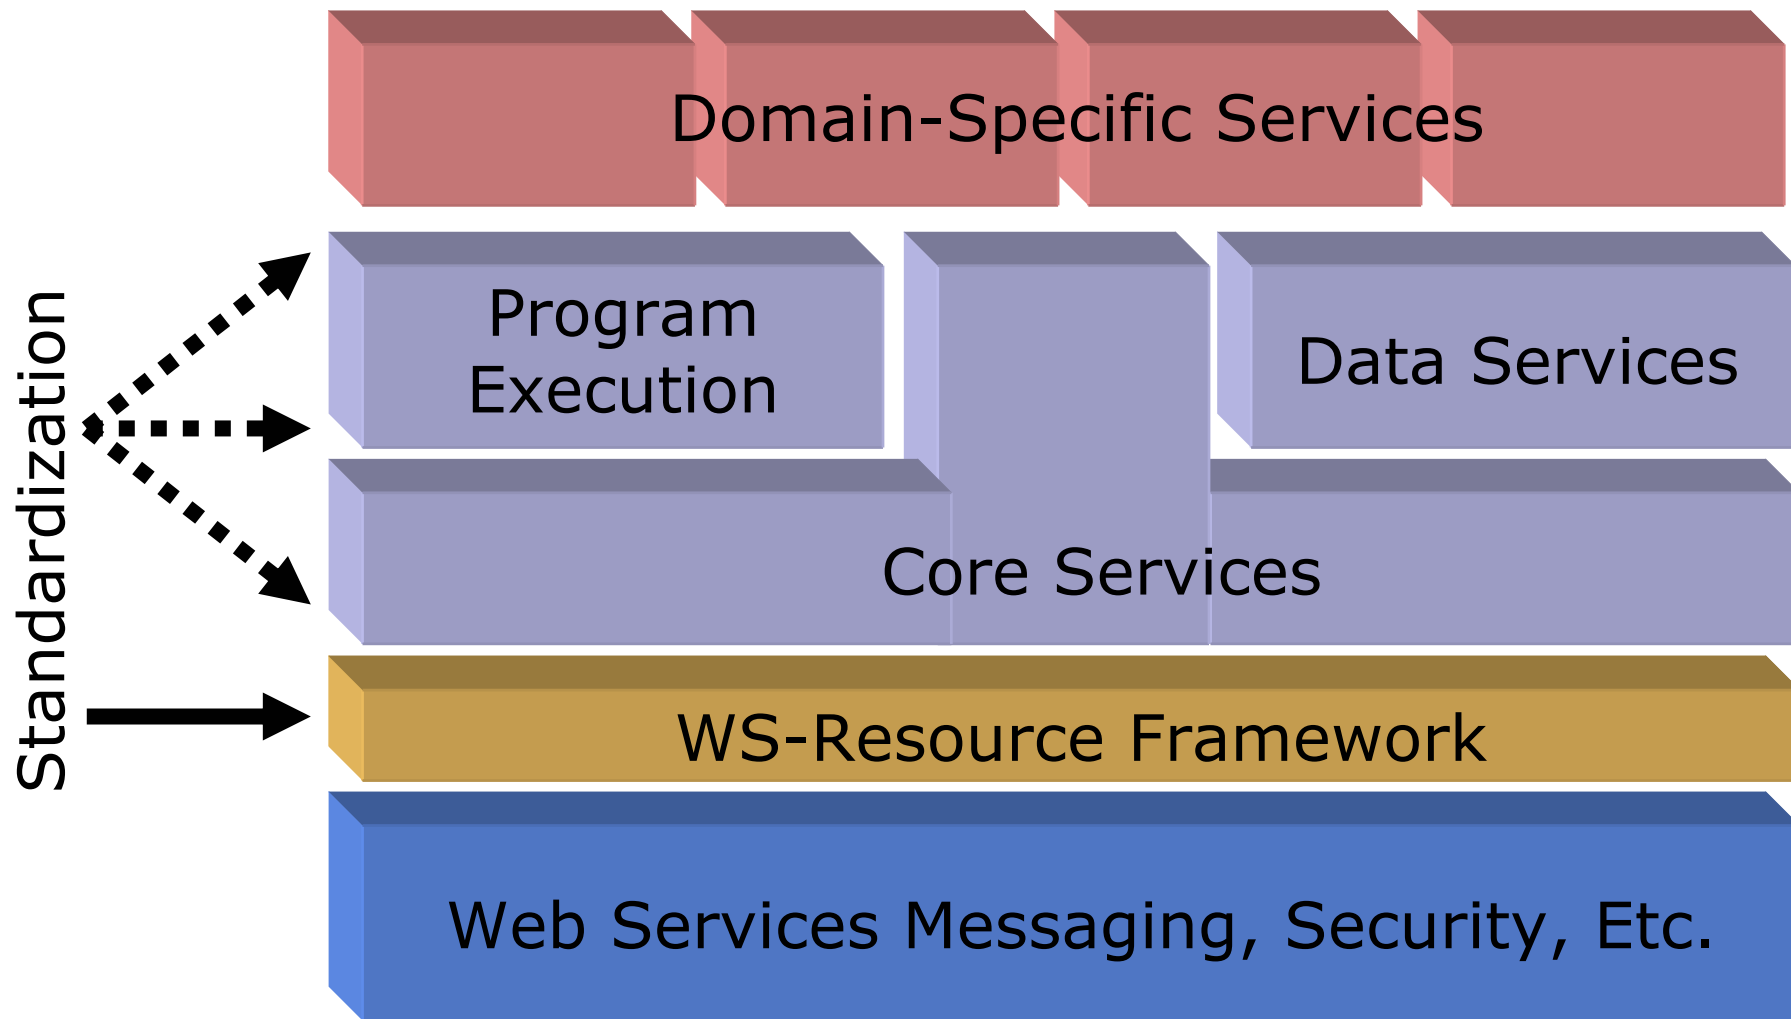 Domain-Specific Services
Standardization
Program
Execution
Data Services
Core Services
WS-Resource Framework
Web Services Messaging, Security, Etc.